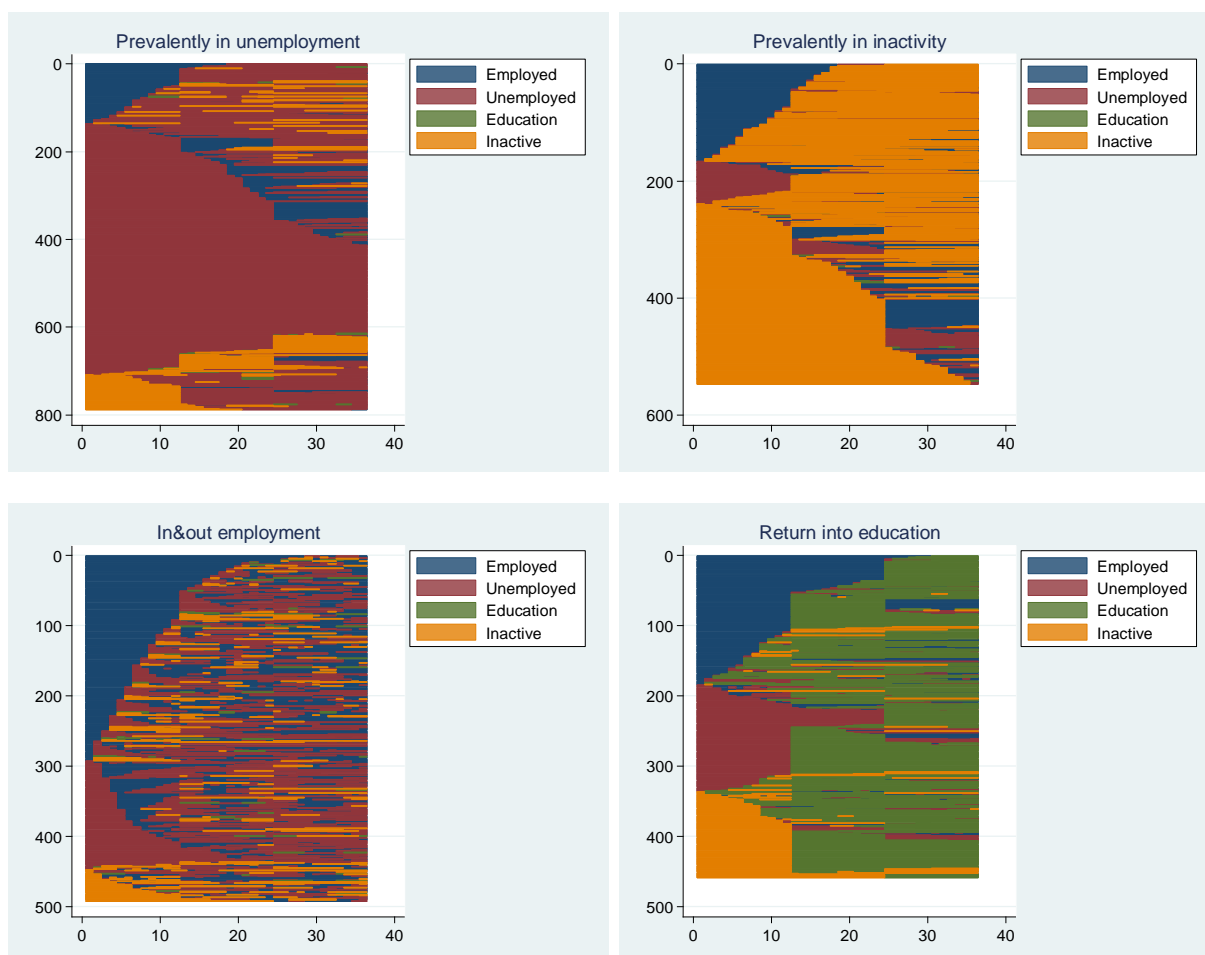 Prevalently in unemployment
0
200
400
600
800
0 10 20 30 40
Employed
Unemployed
Education
Inactive
Prevalently in inactivity
0
200
400
600
0 10 20 30 40
Employed
Unemployed
Education
Inactive
In&out employment
0
100
200
300
400
500
0 10 20 30 40
Employed
Unemployed
Education
Inactive
Return into education
0
100
200
300
400
500
0 10 20 30 40
Employed
Unemployed
Education
Inactive